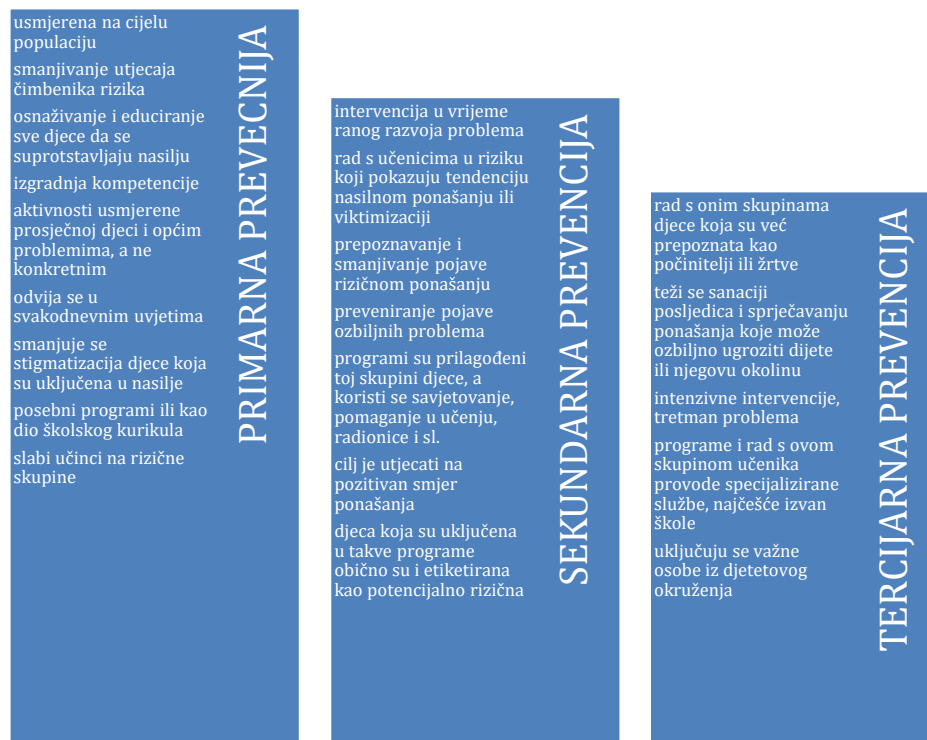 usmjerena na cijelu
populaciju
smanjivanje utjecaja
čimbenika rizika
osnaživanje i educiranje
sve djece da se
suprotstavljaju nasilju
izgradnja kompetencije
aktivnosti usmjerene
prosječnoj djeci i općim
problemima, a ne
konkretnim
odvija se u
svakodnevnim uvjetima
smanjuje se
stigmatizacija djece koja
su uključena u nasilje
posebni programi ili kao
dio školskog kurikula
slabi učinci na rizične
skupine
PRIMARNA PREVECNIJA
intervencija u vrijeme
ranog razvoja problema
rad s učenicima u riziku
koji pokazuju tendenciju
nasilnom ponašanju ili
viktimizaciji
prepoznavanje i
smanjivanje pojave
rizičnom ponašanju
preveniranje pojave
ozbiljnih problema
programi su prilagođeni
toj skupini djece, a
koristi se savjetovanje,
pomaganje u učenju,
radionice i sl.
cilj je utjecati na
pozitivan smjer
ponašanja
djeca koja su uključena
u takve programe
obično su i etiketirana
kao potencijalno rizična
SEKUNDARNA PREVENCIJA
rad s onim skupinama
djece koja su već
prepoznata kao
počinitelji ili žrtve
teži se sanaciji
posljedica i sprječavanju
ponašanja koje može
ozbiljno ugroziti dijete
ili njegovu okolinu
intenzivne intervencije,
tretman problema
programe i rad s ovom
skupinom učenika
provode specijalizirane
službe, najčešće izvan
škole
uključuju se važne
osobe iz djetetovog
okruženja
TERCIJARNA PREVENCIJA